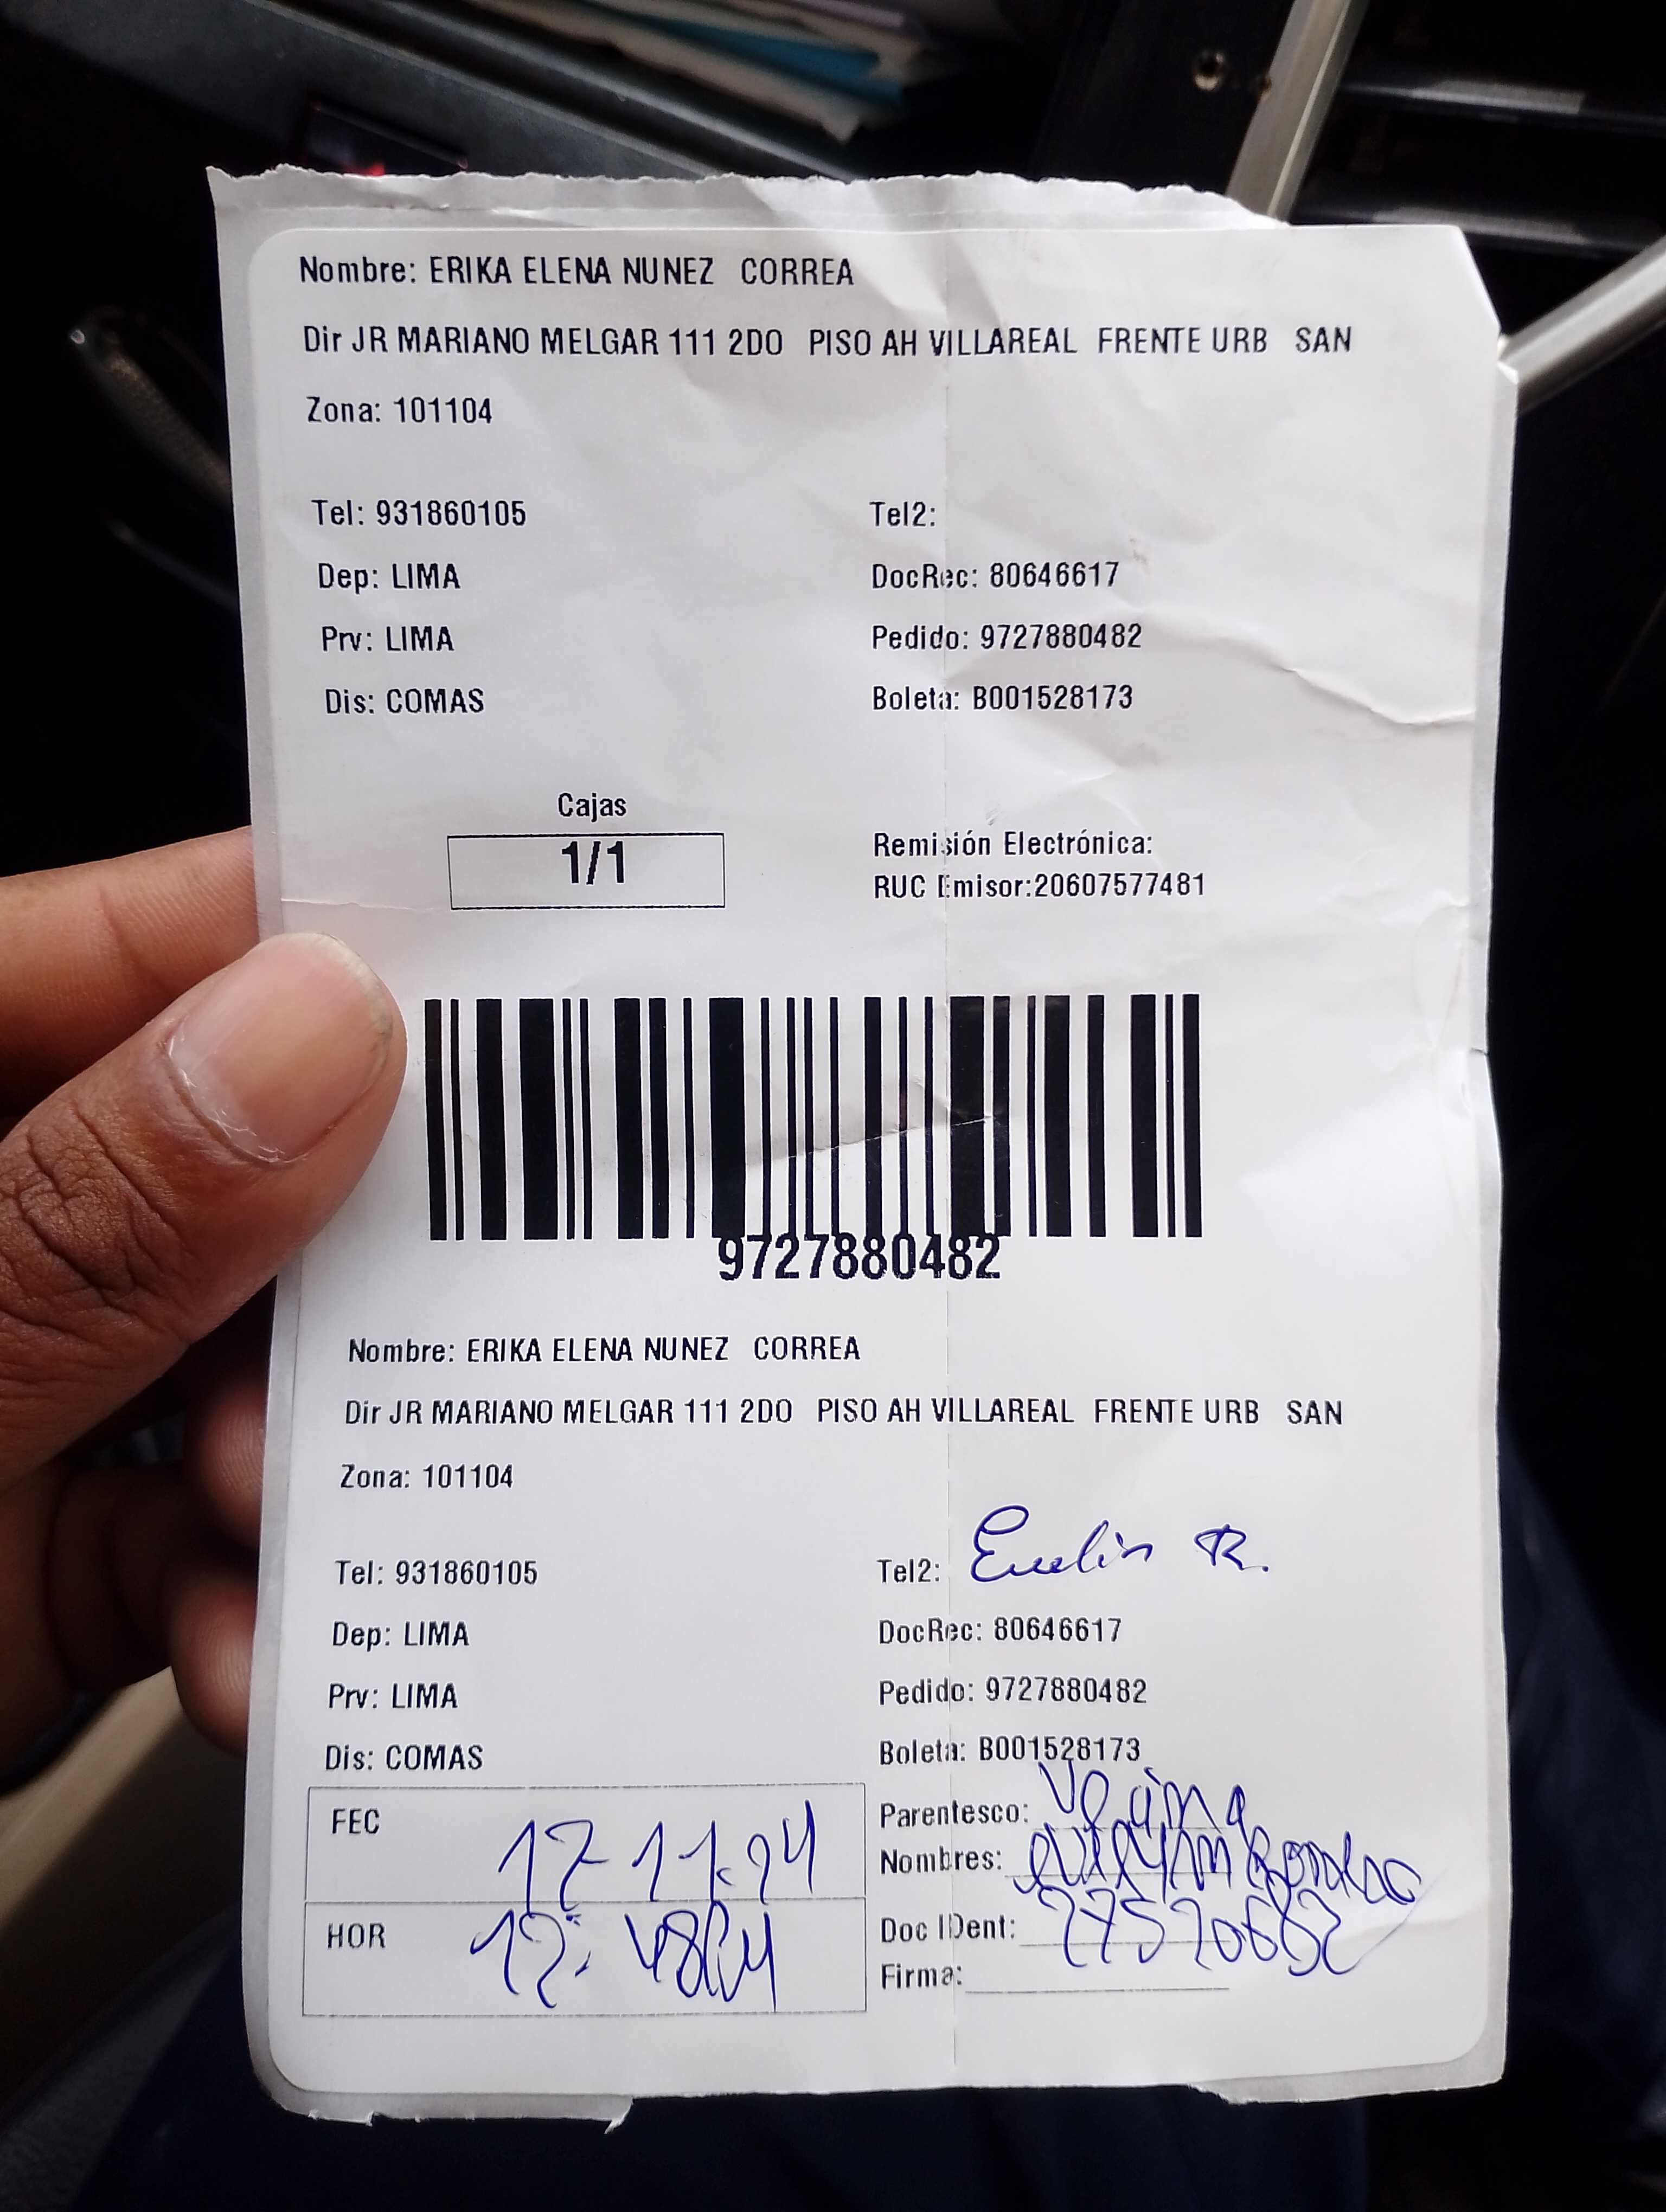 Nombre: ERIKA ELENA NUNEZ CORREA
Dir JR MARIANO MELGAR 111 2DO PISO AH VILLAREAL FRENTE URB SAN
Zona: 101104
Tel: 931860105 Tel2:
Dep: LIMA DocRec: 80646617
Prv: LIMA Pedido: 9727880482
Dis: COMAS Boleta: B001528173
Cajas
1/1
Remisión Electrónica:
RUC Emisor:20607577481
9727880482
Nombre: ERIKA ELENA NUNEZ CORREA
Dir JR MARIANO MELGAR 111 2DO PISO AH VILLAREAL FRENTE URB SAN
Zona: 101104
Tel: 931860105 Tel2: Evelin R.
Dep: LIMA DocRec: 80646617
Prv: LIMA Pedido: 9727880482
Dis: COMAS Boleta: B001528173
FEC
Parentesco: Vecina
Nombres:
HOR
Doc IDent:
Firma: